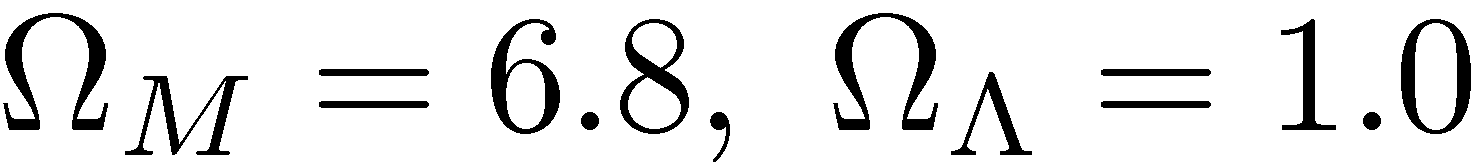 Ω_M = 6.8, Ω_Λ = 1.0